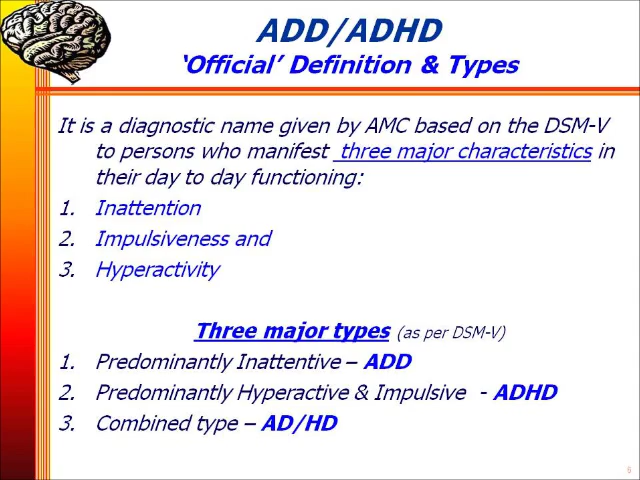 ADD/ADHD
‘Official’ Definition & Types
It is a diagnostic name given by AMC based on the DSM-V
to persons who manifest three major characteristics in
their day to day functioning:
1. Inattention
2. Impulsiveness and
3. Hyperactivity
Three major types (as per DSM-V)
1. Predominantly Inattentive – ADD
2. Predominantly Hyperactive & Impulsive - ADHD
3. Combined type – AD/HD